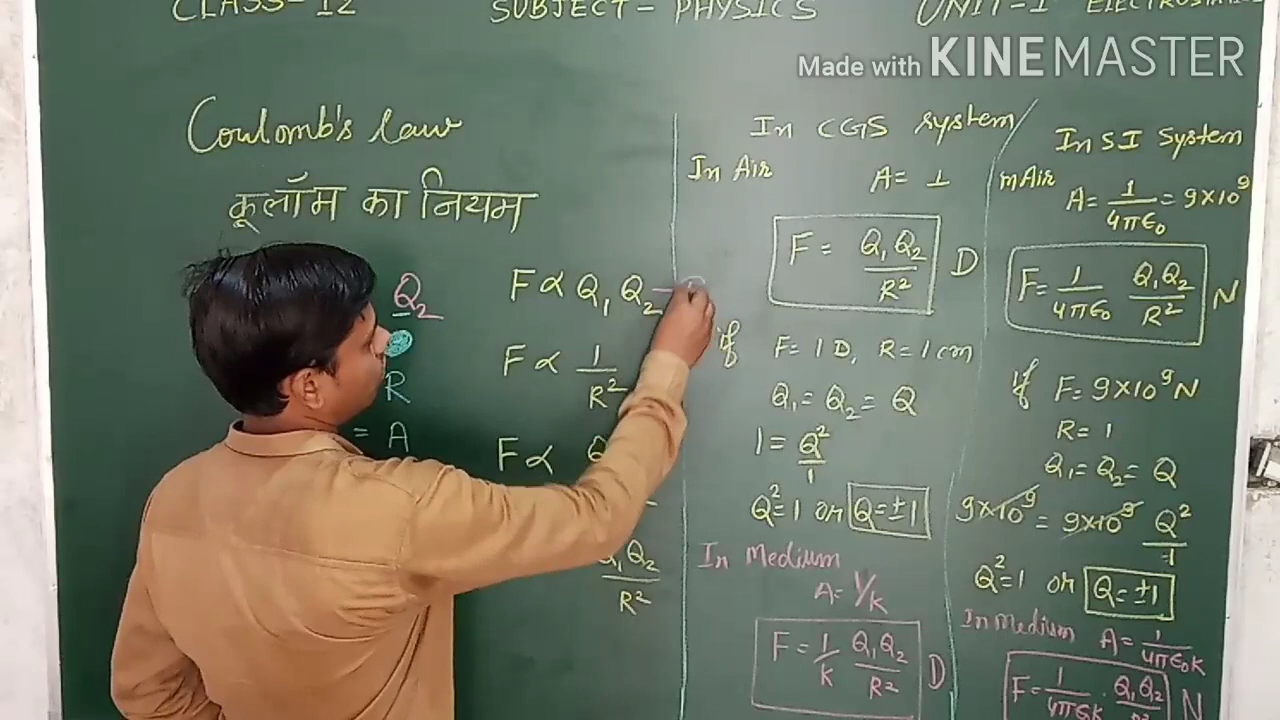 CLASS-12 SUBJECT- PHYSICS UNIT-I ELECTROSTATIC
Made with KINEMASTER
Coulomb's law
कूलॉम का नियम
Q₂
R
= A
F ∝ Q₁ Q₂ —
F ∝ 1/R²
F ∝ Q
Q₁Q₂/R²
In CGS system
In Air A = 1
F = Q₁Q₂/R² D
if F = 1 D, R = 1 cm
Q₁ = Q₂ = Q
1 = Q²/1
Q² = 1 or Q = ±1
In Medium
A = 1/K
F = 1/K Q₁Q₂/R² D
In SI System
In Air
A = 1/4πε₀ = 9×10⁹
F = 1/4πε₀ Q₁Q₂/R² N
if F = 9×10⁹ N
R = 1
Q₁ = Q₂ = Q
9×10⁹ = 9×10⁹ Q²/1
Q² = 1 or Q = ±1
In Medium A = 1/4πε₀K
F = 1/4πε₀K · Q₁Q₂/R² N